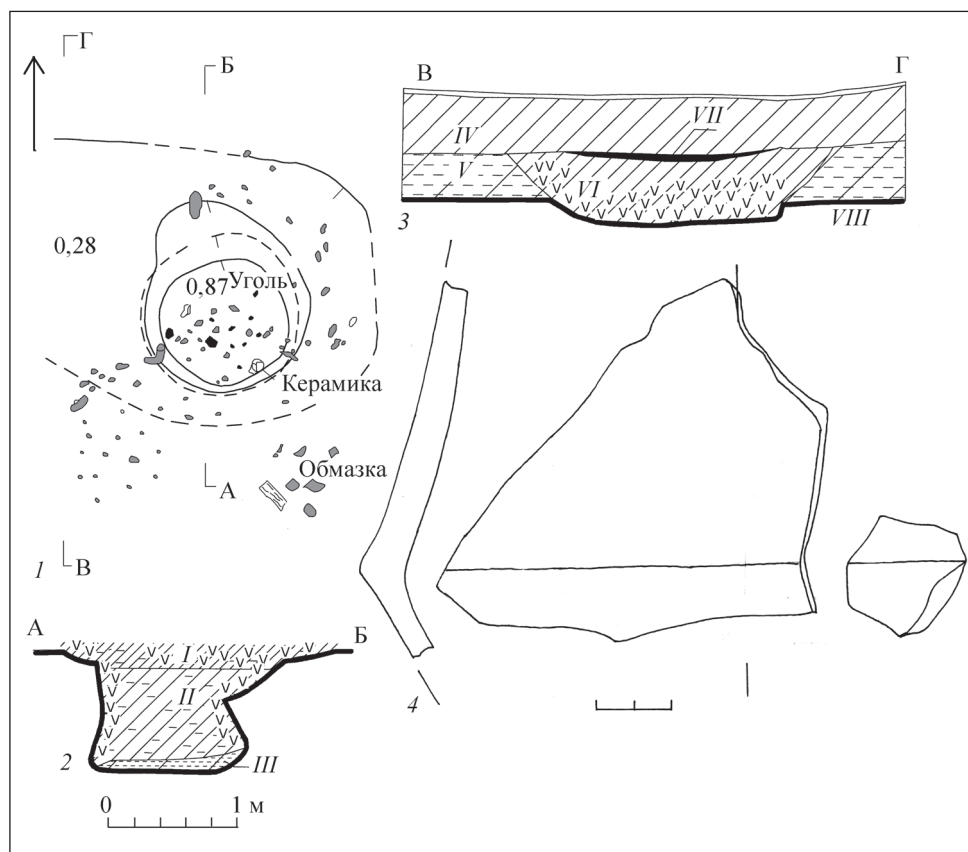 Г
Б
0,28
0,87 Уголь
Керамика
Обмазка
А
В
1
В
Г
IV
V
VI
VII
VIII
3
А
Б
I
II
III
2
0 1 м
4